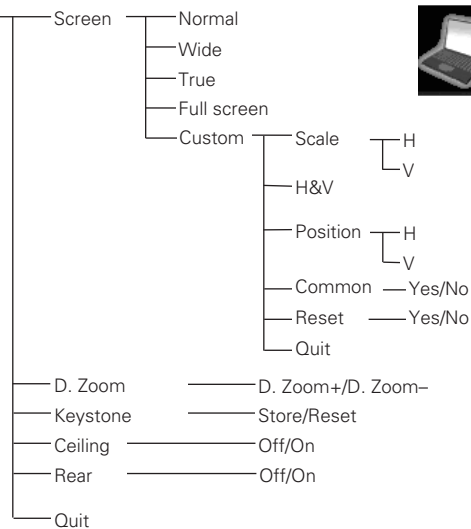 Screen Normal
Wide
True
Full screen
Custom Scale H
V
H&V
Position H
V
Common Yes/No
Reset Yes/No
Quit
D. Zoom D. Zoom+/D. Zoom–
Keystone Store/Reset
Ceiling Off/On
Rear Off/On
Quit